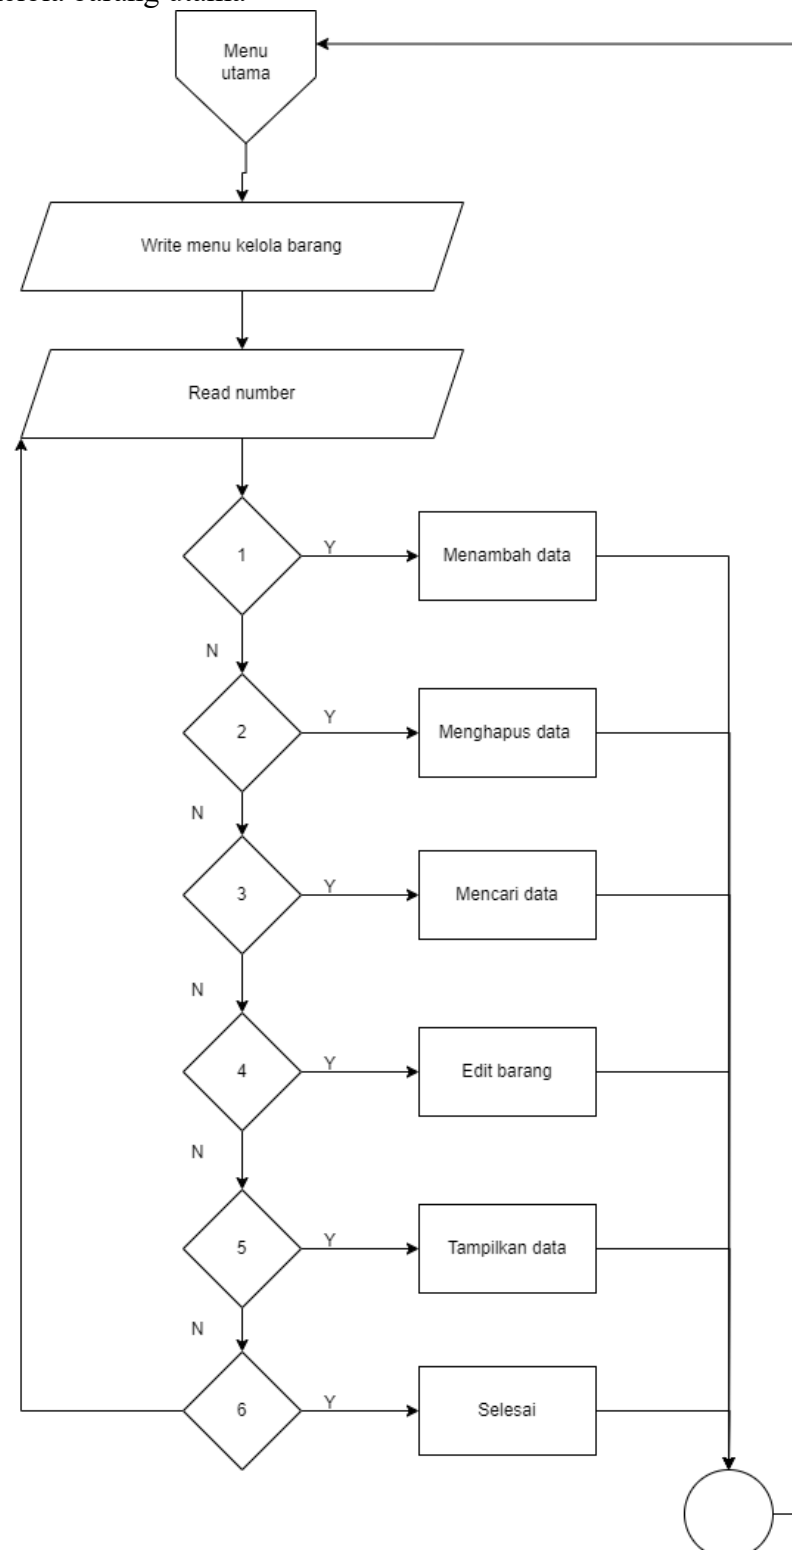 barang utama
Menu
utama
Write menu kelola barang
Read number
1
Y
Menambah data
N
2
Y
Menghapus data
N
3
Y
Mencari data
N
4
Y
Edit barang
N
5
Y
Tampilkan data
N
6
Y
Selesai